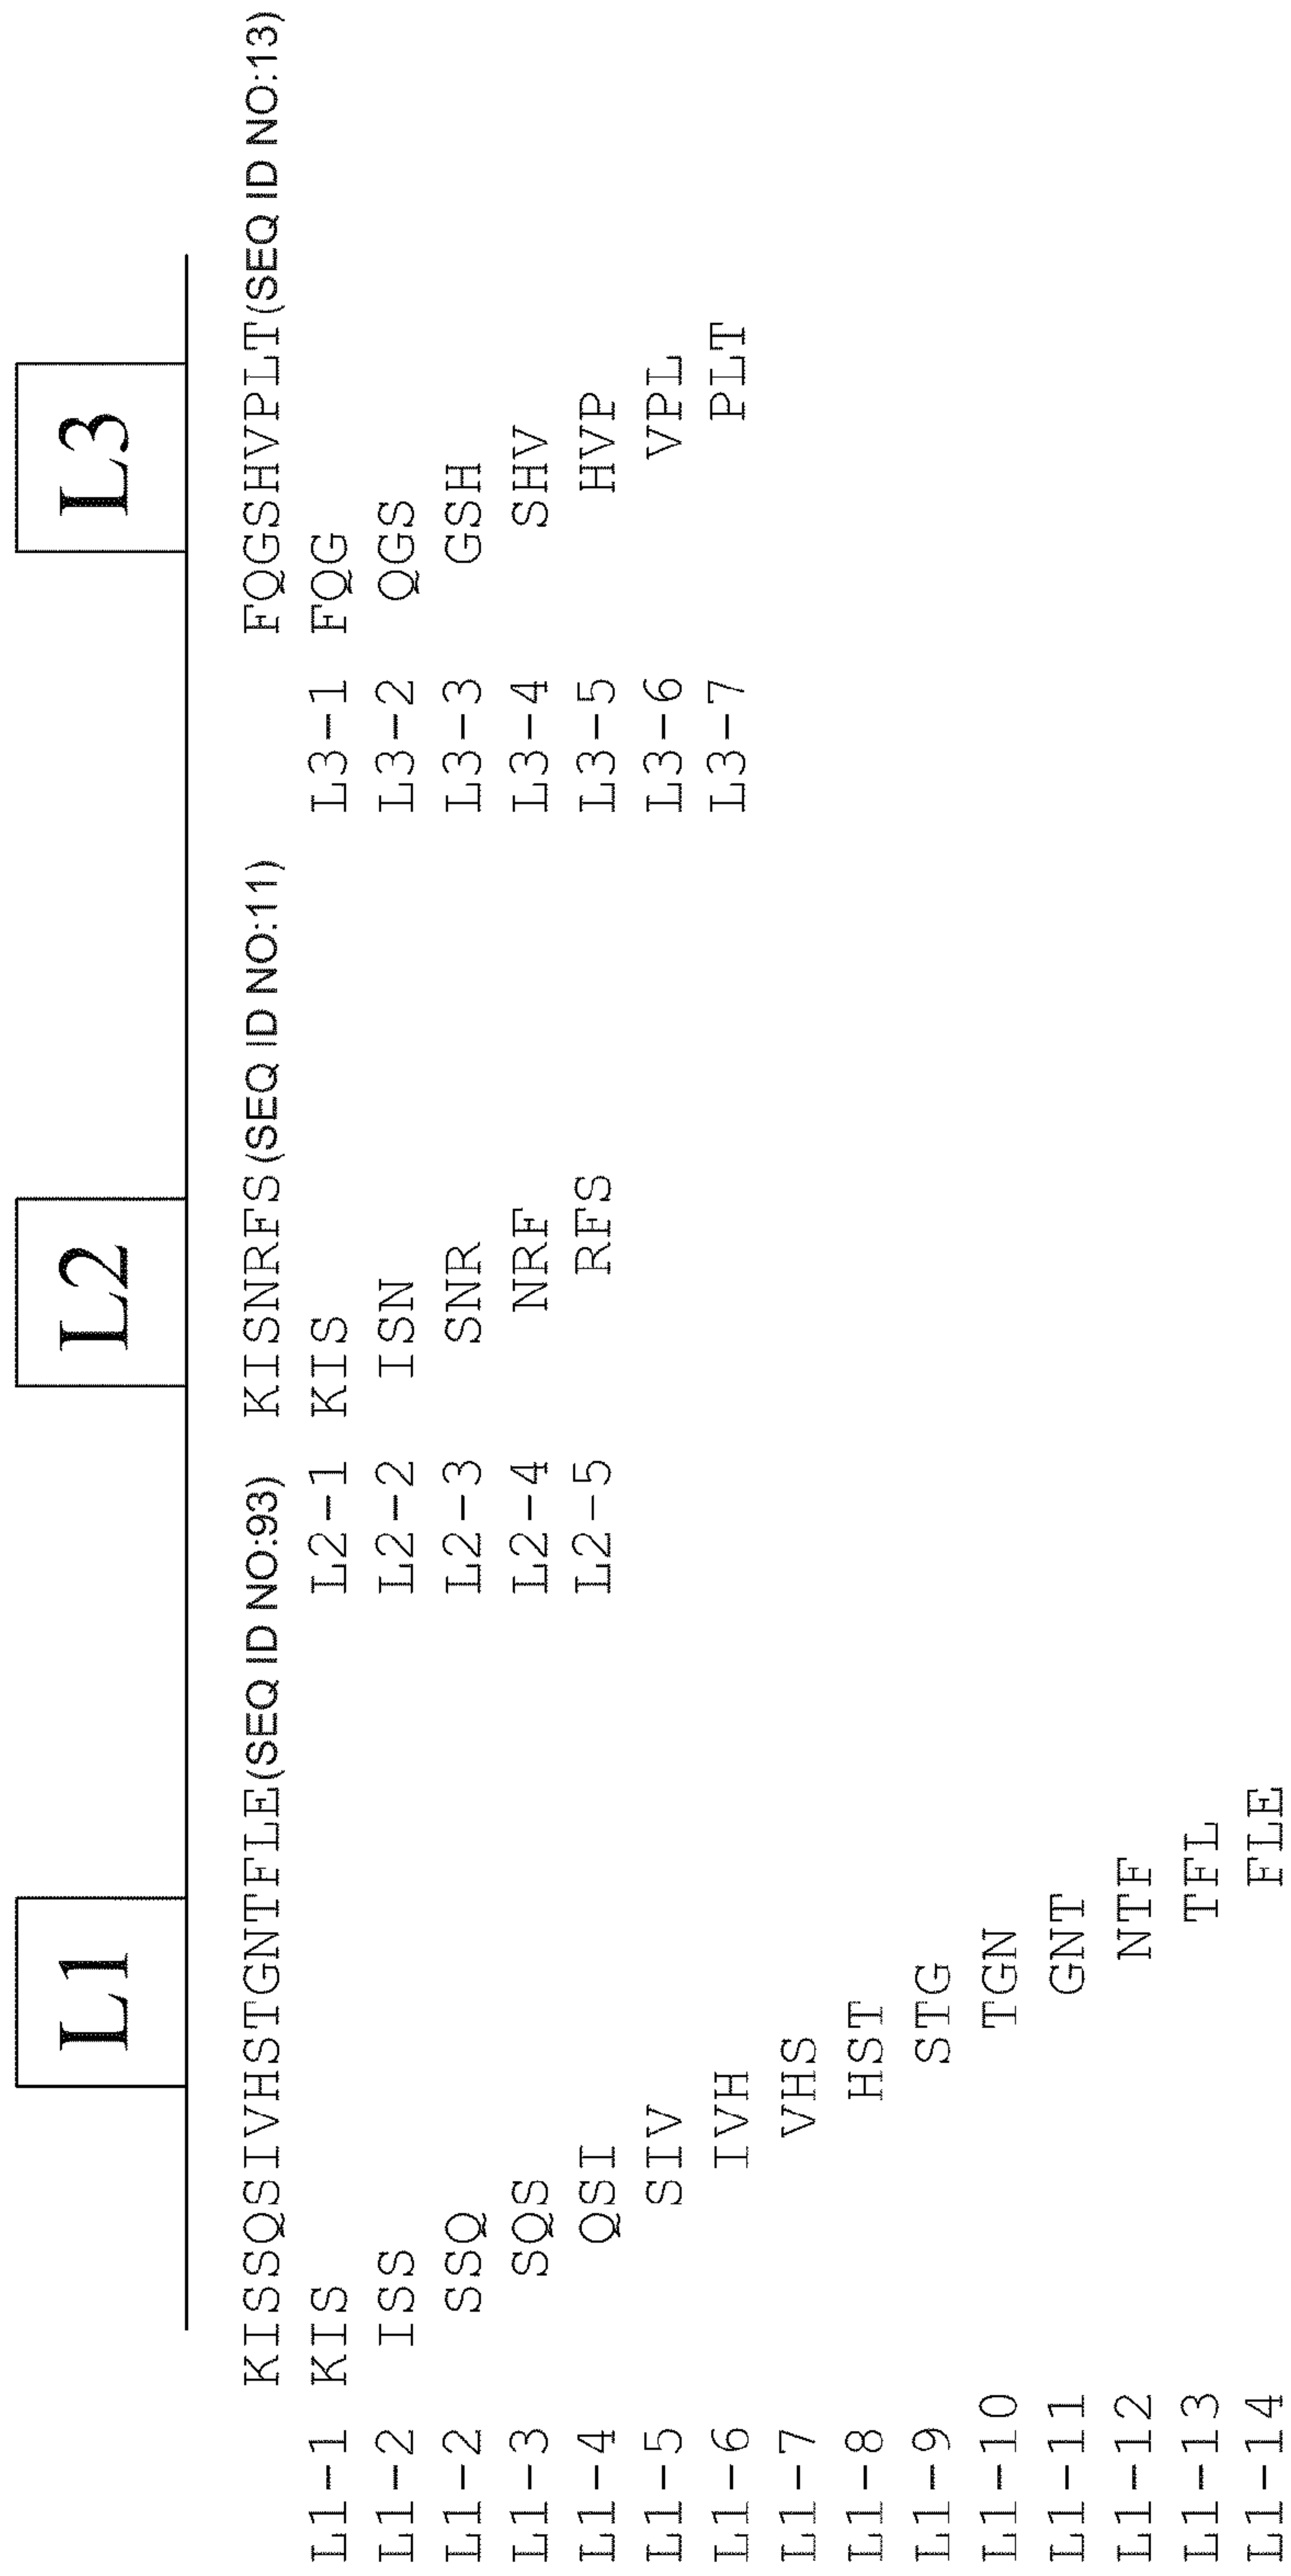 L1 L2 L3
KISSQSIVHSTGNTFLE(SEQ ID NO:93) KISNRFS(SEQ ID NO:11) FQGSHVPLT(SEQ ID NO:13)
L1-1 KIS L2-1 KIS L3-1 FQG
L1-2 ISS L2-2 ISN L3-2 QGS
L1-2 SSQ L2-3 SNR L3-3 GSH
L1-3 SQS L2-4 NRF L3-4 SHV
L1-4 QSI L2-5 RFS L3-5 HVP
L1-5 SIV L3-6 VPL
L1-6 IVH L3-7 PLT
L1-7 VHS
L1-8 HST
L1-9 STG
L1-10 TGN
L1-11 GNT
L1-12 NTF
L1-13 TFL
L1-14 FLE